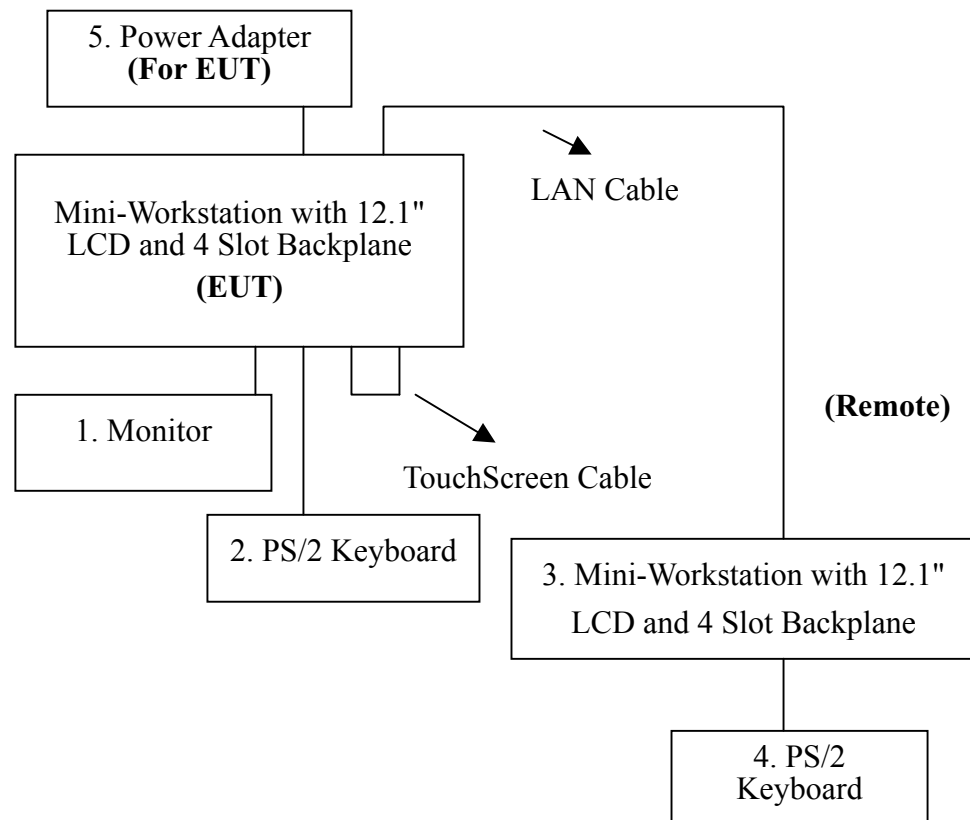 5. Power Adapter
(For EUT)
LAN Cable
Mini-Workstation with 12.1"
LCD and 4 Slot Backplane
(EUT)
1. Monitor
(Remote)
TouchScreen Cable
2. PS/2 Keyboard
3. Mini-Workstation with 12.1"
LCD and 4 Slot Backplane
4. PS/2
Keyboard